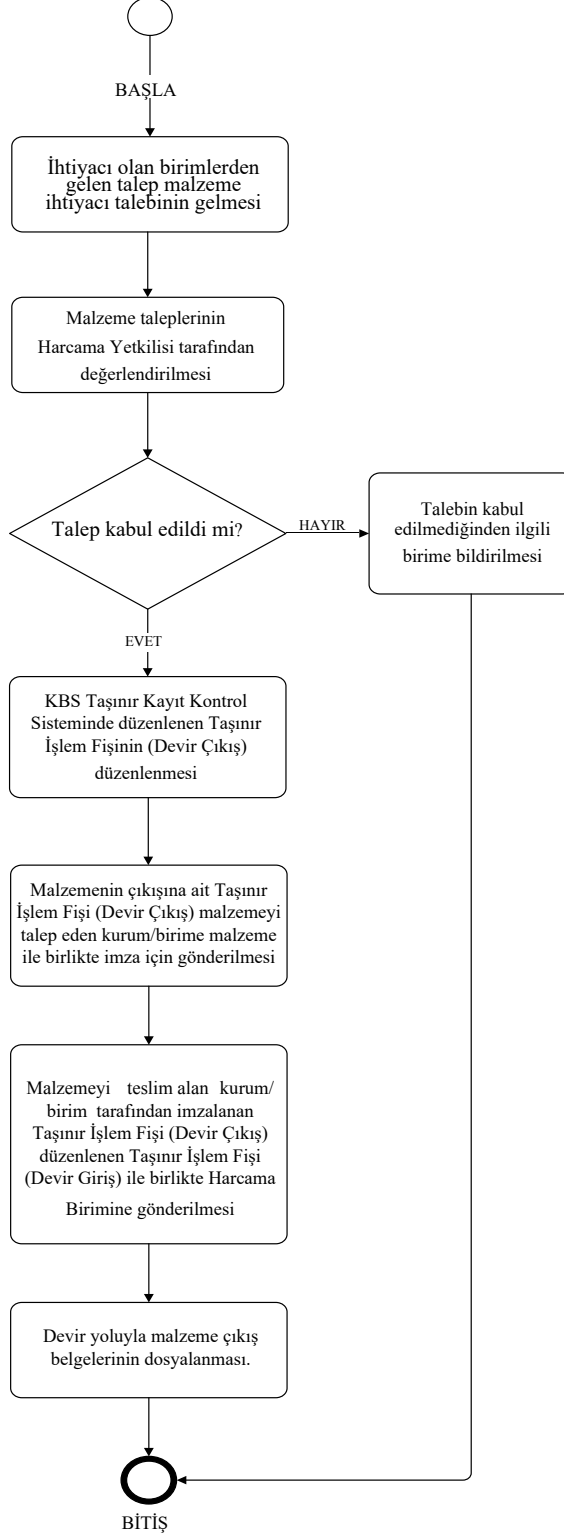 BAŞLA
İhtiyacı olan birimlerden
gelen talep malzeme
ihtiyacı talebinin gelmesi
Malzeme taleplerinin
Harcama Yetkilisi tarafından
değerlendirilmesi
Talep kabul edildi mi?
HAYIR
Talebin kabul
edilmediğinden ilgili
birime bildirilmesi
EVET
KBS Taşınır Kayıt Kontrol
Sisteminde düzenlenen Taşınır
İşlem Fişinin (Devir Çıkış)
düzenlenmesi
Malzemenin çıkışına ait Taşınır
İşlem Fişi (Devir Çıkış) malzemeyi
talep eden kurum/birime malzeme
ile birlikte imza için gönderilmesi
Malzemeyi teslim alan kurum/
birim tarafından imzalanan
Taşınır İşlem Fişi (Devir Çıkış)
düzenlenen Taşınır İşlem Fişi
(Devir Giriş) ile birlikte Harcama
Birimine gönderilmesi
Devir yoluyla malzeme çıkış
belgelerinin dosyalanması.
BİTİŞ